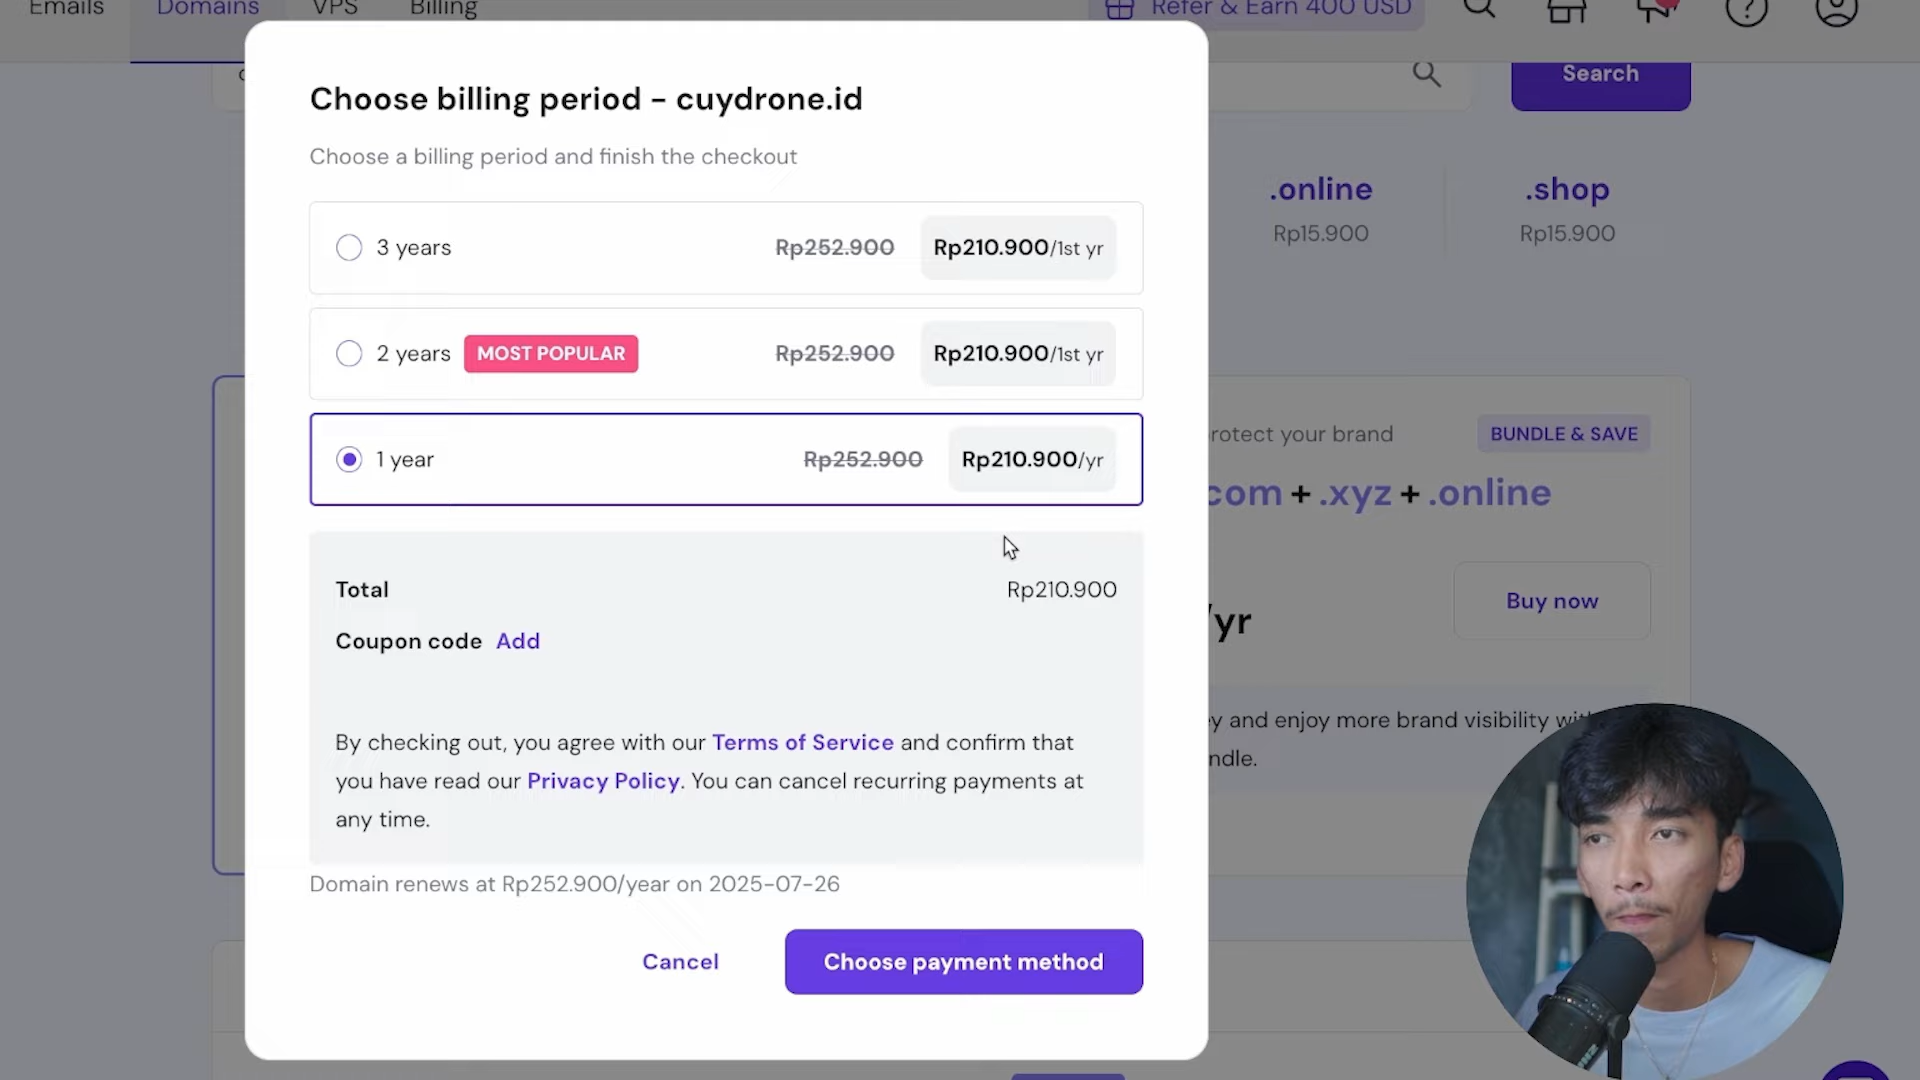 Emails
Domains
VPS
Billing
Refer & Earn 400 USD
Search
Choose billing period - cuydrone.id
Choose a billing period and finish the checkout
3 years Rp252.900 Rp210.900/1st yr
2 years MOST POPULAR Rp252.900 Rp210.900/1st yr
1 year Rp252.900 Rp210.900/yr
Total Rp210.900
Coupon code Add
By checking out, you agree with our Terms of Service and confirm that
you have read our Privacy Policy. You can cancel recurring payments at
any time.
Domain renews at Rp252.900/year on 2025-07-26
Cancel
Choose payment method
.online
Rp15.900
.shop
Rp15.900
protect your brand
BUNDLE & SAVE
.com + .xyz + .online
/yr
Buy now
and enjoy more brand visibility